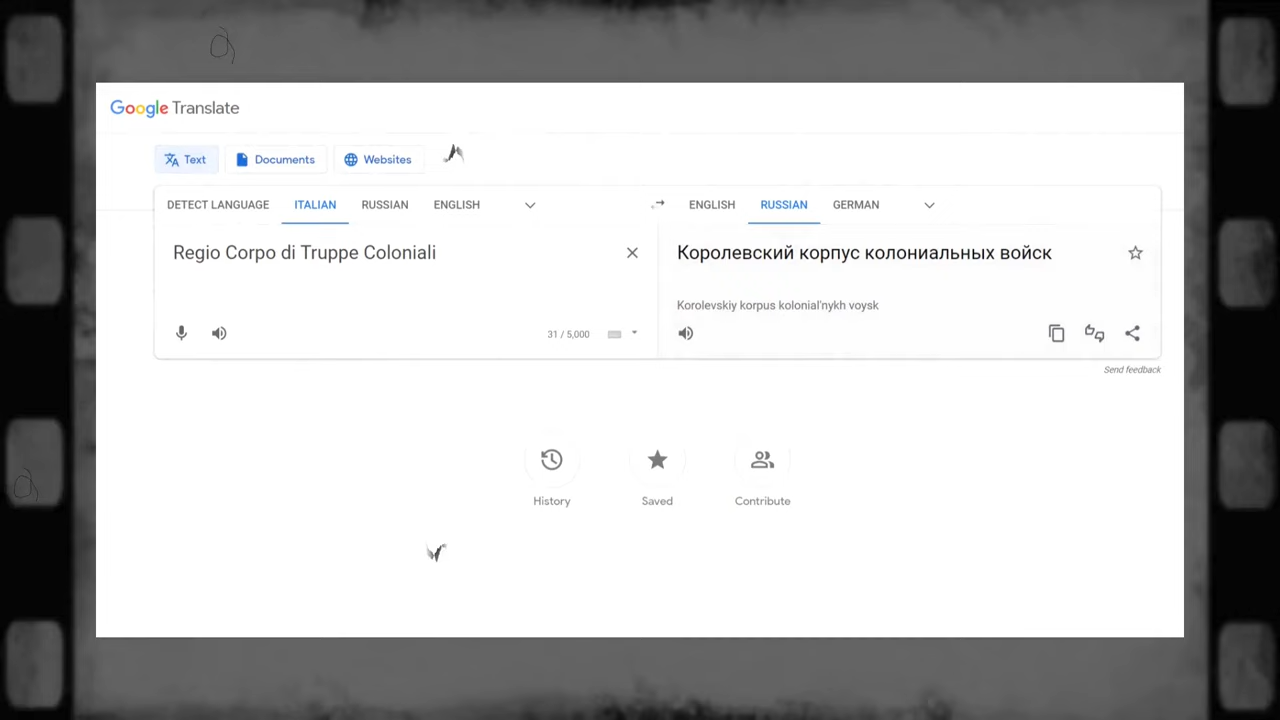 Google Translate
Text Documents Websites
DETECT LANGUAGE ITALIAN RUSSIAN ENGLISH ENGLISH RUSSIAN GERMAN
Regio Corpo di Truppe Coloniali
Королевский корпус колониальных войск
Korolevskiy korpus kolonial'nykh voysk
31 / 5,000
Send feedback
History Saved Contribute